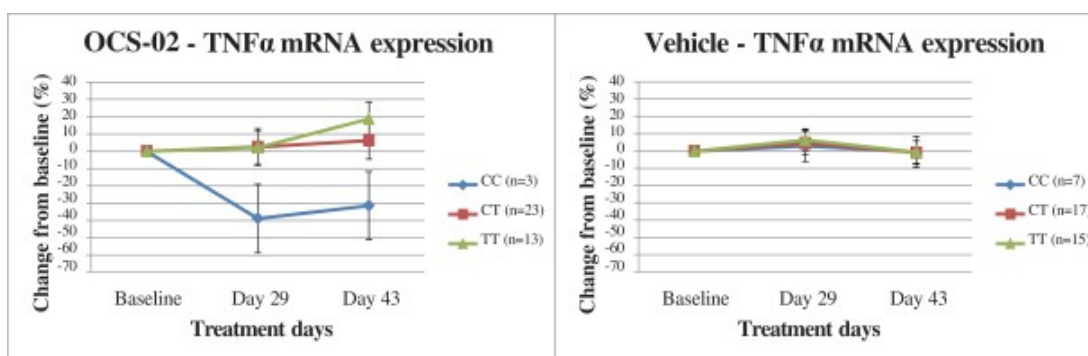 OCS-02 - TNFα mRNA expression
Change from baseline (%)
40
30
20
10
0
-10
-20
-30
-40
-50
-60
-70
Baseline
Day 29
Day 43
Treatment days
CC (n=3)
CT (n=23)
TT (n=13)
Vehicle - TNFα mRNA expression
Change from baseline (%)
40
30
20
10
0
-10
-20
-30
-40
-50
-60
-70
Baseline
Day 29
Day 43
Treatment days
CC (n=7)
CT (n=17)
TT (n=15)